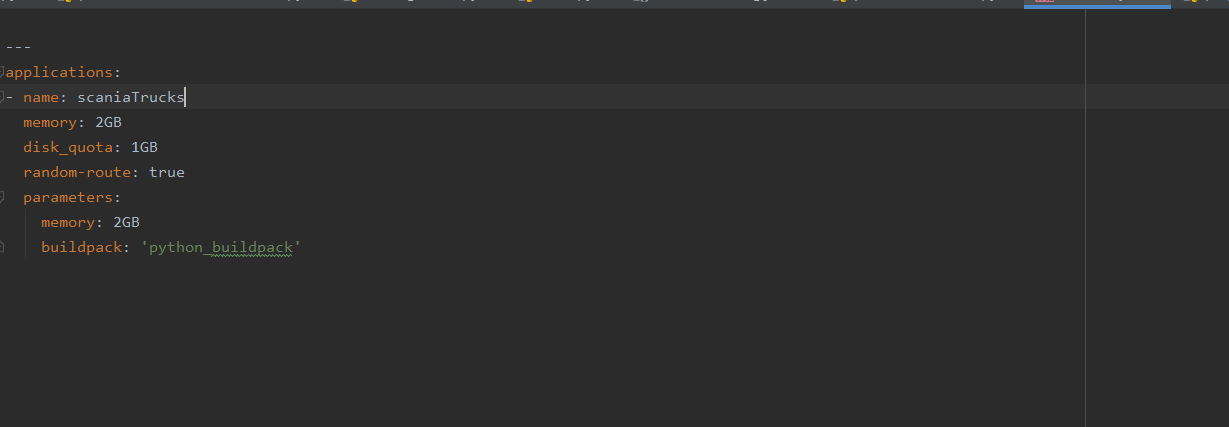 ---
applications:
- name: scaniaTrucks
memory: 2GB
disk_quota: 1GB
random-route: true
parameters:
memory: 2GB
buildpack: 'python_buildpack'